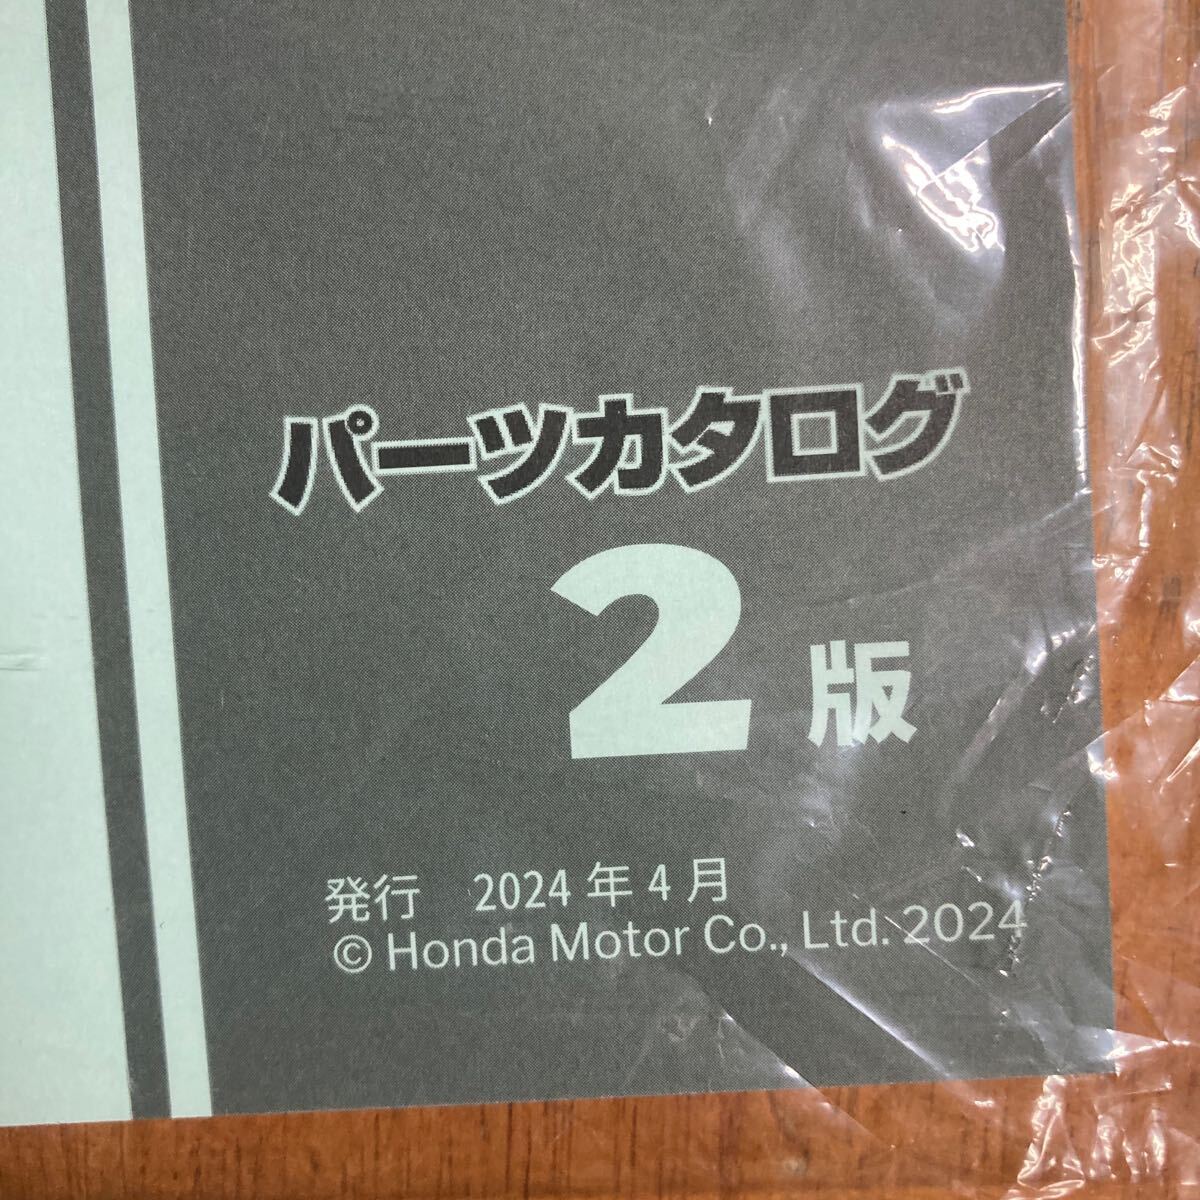 パーツカタログ
2 版
発行　2024 年 4 月
© Honda Motor Co., Ltd. 2024